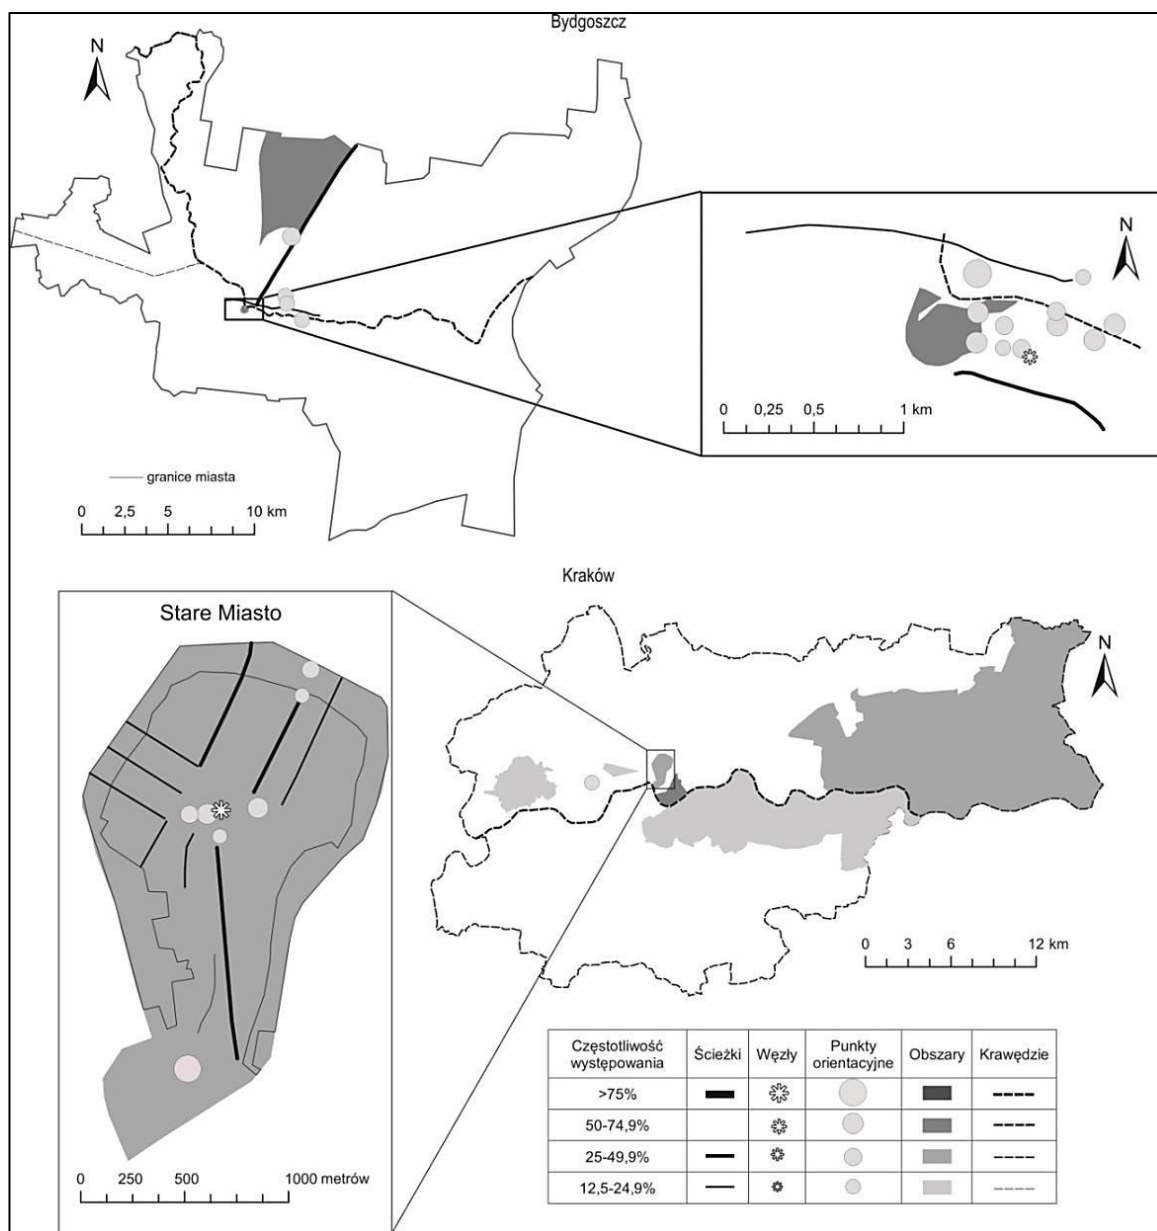 Bydgoszcz
N
N
0 0,25 0,5 1 km
granice miasta
0 2,5 5 10 km
Kraków
Stare Miasto
N
0 3 6 12 km
0 250 500 1000 metrów
Częstotliwość występowania Ścieżki Węzły Punkty orientacyjne Obszary Krawędzie
>75%
50-74,9%
25-49,9%
12,5-24,9%